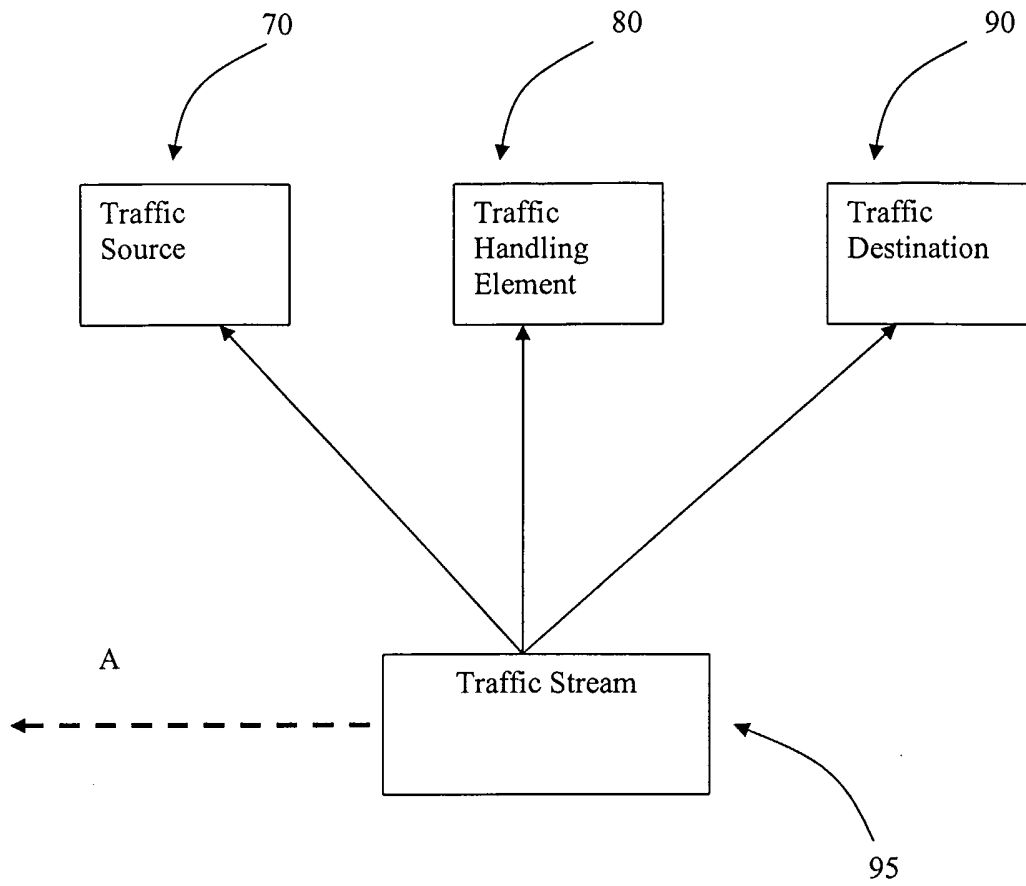 70
80
90
Traffic
Source
Traffic
Handling
Element
Traffic
Destination
A
Traffic Stream
95